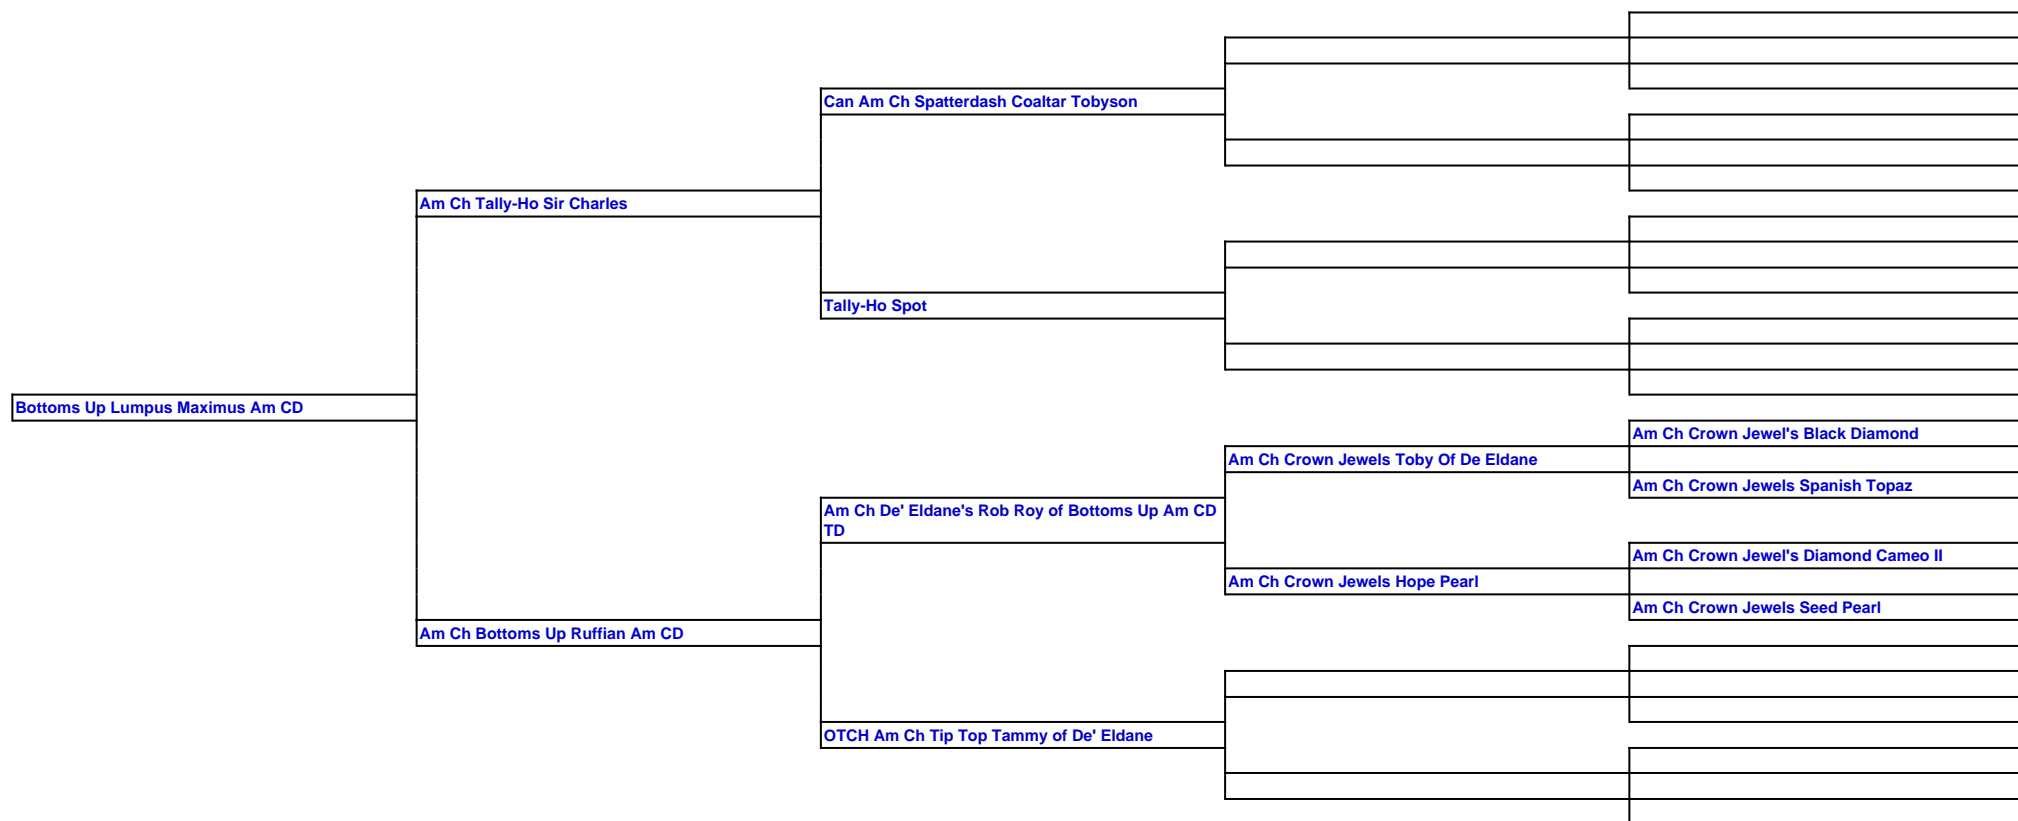 Can Am Ch Spatterdash Coaltar Tobyson
Am Ch Tally-Ho Sir Charles
Tally-Ho Spot
Bottoms Up Lumpus Maximus Am CD
Am Ch Crown Jewel's Black Diamond
Am Ch Crown Jewels Toby Of De Eldane
Am Ch Crown Jewels Spanish Topaz
Am Ch De' Eldane's Rob Roy of Bottoms Up Am CD
TD
Am Ch Crown Jewel's Diamond Cameo II
Am Ch Crown Jewels Hope Pearl
Am Ch Crown Jewels Seed Pearl
Am Ch Bottoms Up Ruffian Am CD
OTCH Am Ch Tip Top Tammy of De' Eldane